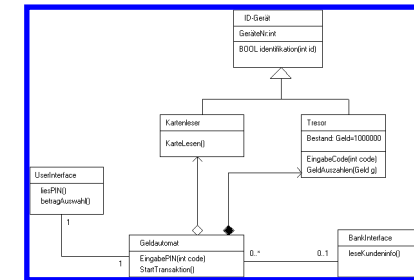 ID-Gerät
GeräteNr:int
BOOL identifikation(int id)
Kartenleser
KarteLesen()
Tresor
Bestand: Geld=1000000
EingabeCode(int code)
GeldAuszahlen(Geld g)
UserInterface
liesPIN()
betragAuswahl()
1
1
Geldautomat
EingabePIN(int code)
StartTransaktion()
0..*
0..1
BankInterface
leseKundeninfo()